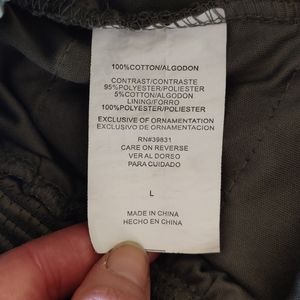 100%COTTON/ALGODON
CONTRAST/CONTRASTE
95%POLYESTER/POLIESTER
5%COTTON/ALGODON
LINING/FORRO
100%POLYESTER/POLIESTER
EXCLUSIVE OF ORNAMENTATION
EXCLUSIVO DE ORNAMENTACION
RN#39831
CARE ON REVERSE
VER AL DORSO
PARA CUIDADO
L
MADE IN CHINA
HECHO EN CHINA